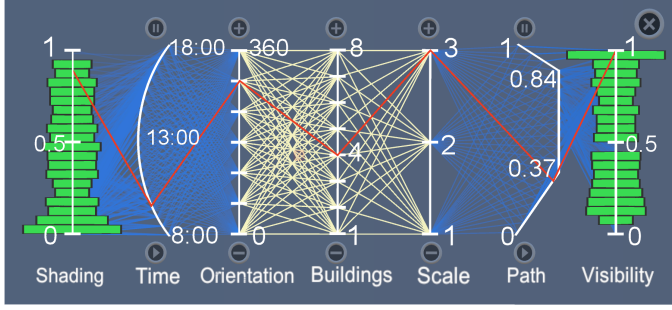 1 18:00 360 8 3 1 1
0.84
0.5 13:00 4 2 0.5
0.37
0 8:00 0 1 1 0 0
Shading Time Orientation Buildings Scale Path Visibility